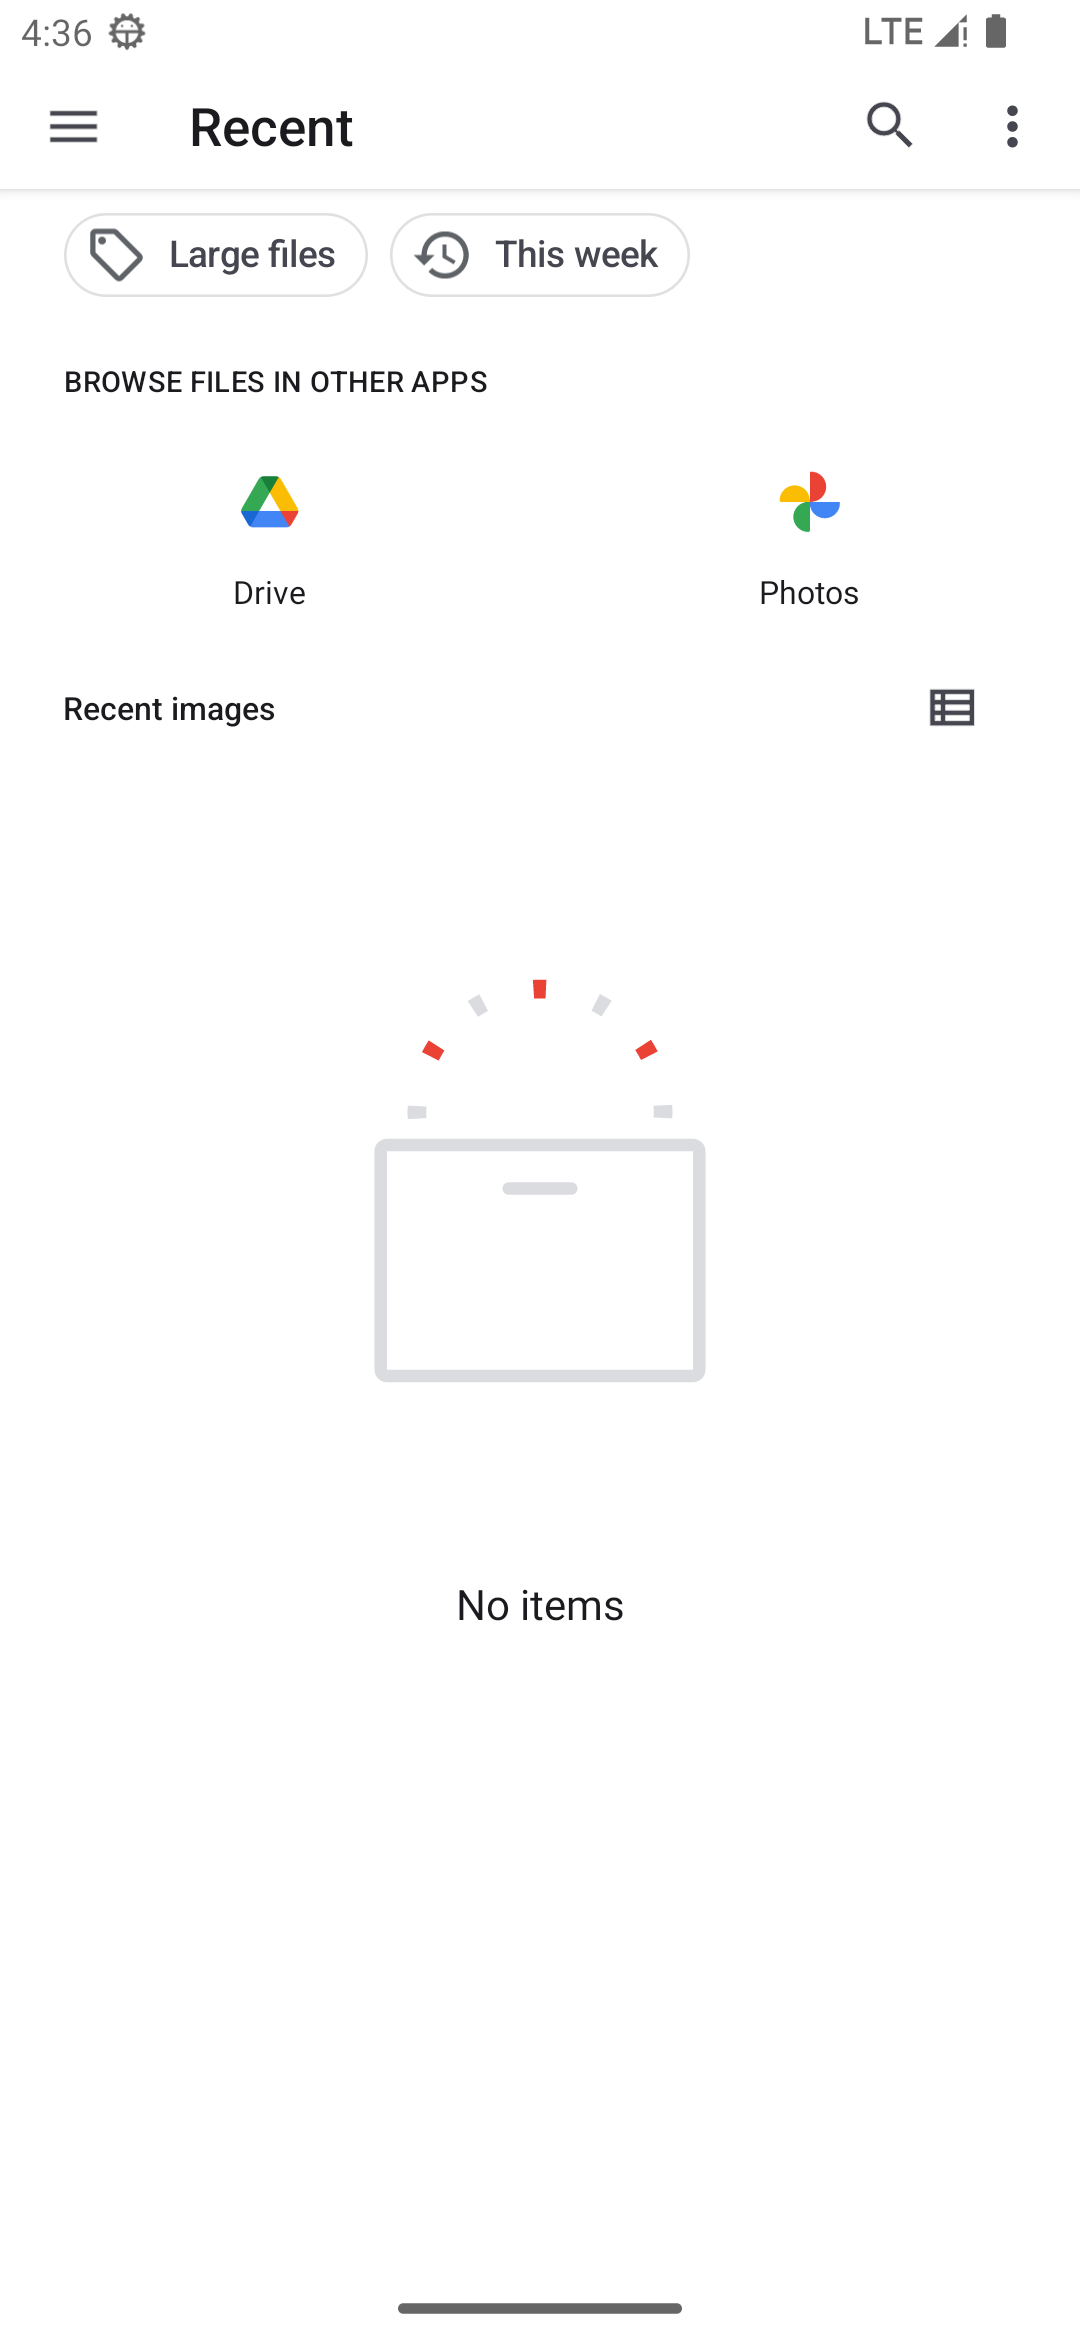 4:36
LTE
Recent
Large files
This week
BROWSE FILES IN OTHER APPS
Drive
Photos
Recent images
No items